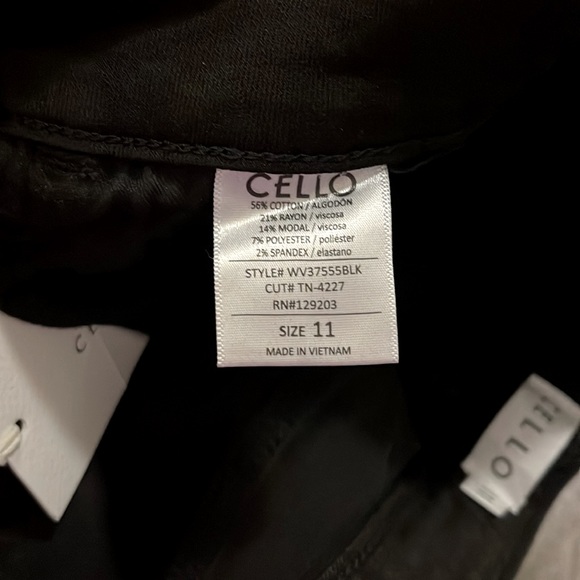 CELLO
56% COTTON / ALGODÓN
21% RAYON / viscosa
14% MODAL / viscosa
7% POLYESTER / poliéster
2% SPANDEX / elastano
STYLE# WV37555BLK
CUT# TN-4227
RN#129203
SIZE 11
MADE IN VIETNAM
CELLO